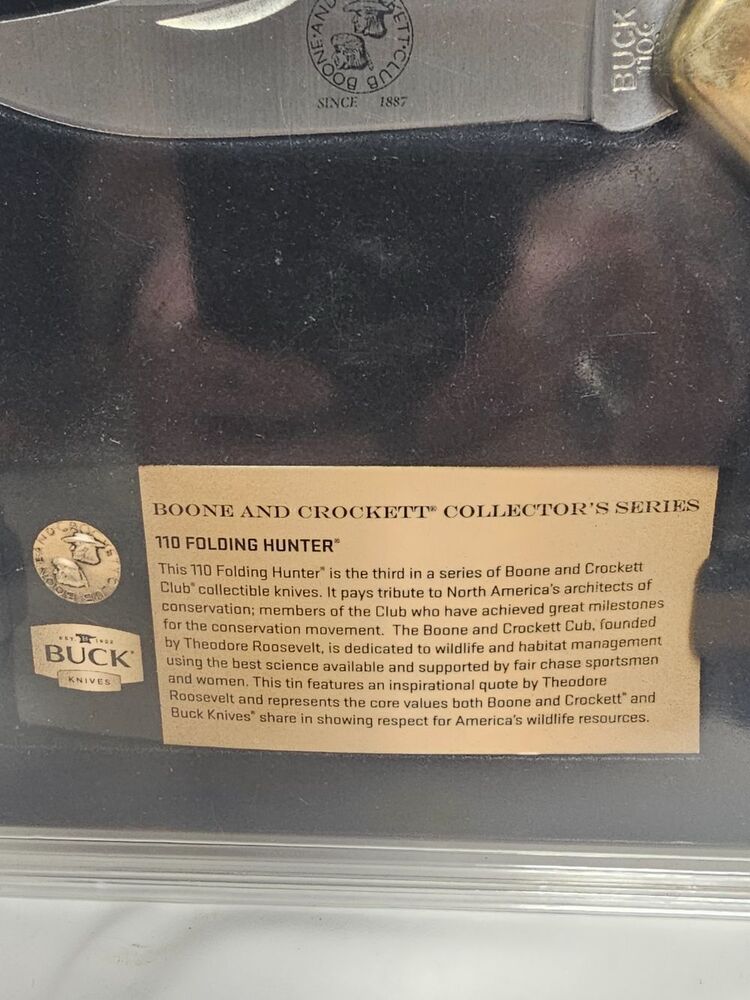 BOONE AND CROCKETT CLUB
SINCE 1887
BUCK
110
BOONE AND CROCKETT® COLLECTOR'S SERIES
110 FOLDING HUNTER®
This 110 Folding Hunter® is the third in a series of Boone and Crockett
Club® collectible knives. It pays tribute to North America's architects of
conservation; members of the Club who have achieved great milestones
for the conservation movement. The Boone and Crockett Cub, founded
by Theodore Roosevelt, is dedicated to wildlife and habitat management
using the best science available and supported by fair chase sportsmen
and women. This tin features an inspirational quote by Theodore
Roosevelt and represents the core values both Boone and Crockett® and
Buck Knives® share in showing respect for America's wildlife resources.
EST. 1902
BUCK®
KNIVES